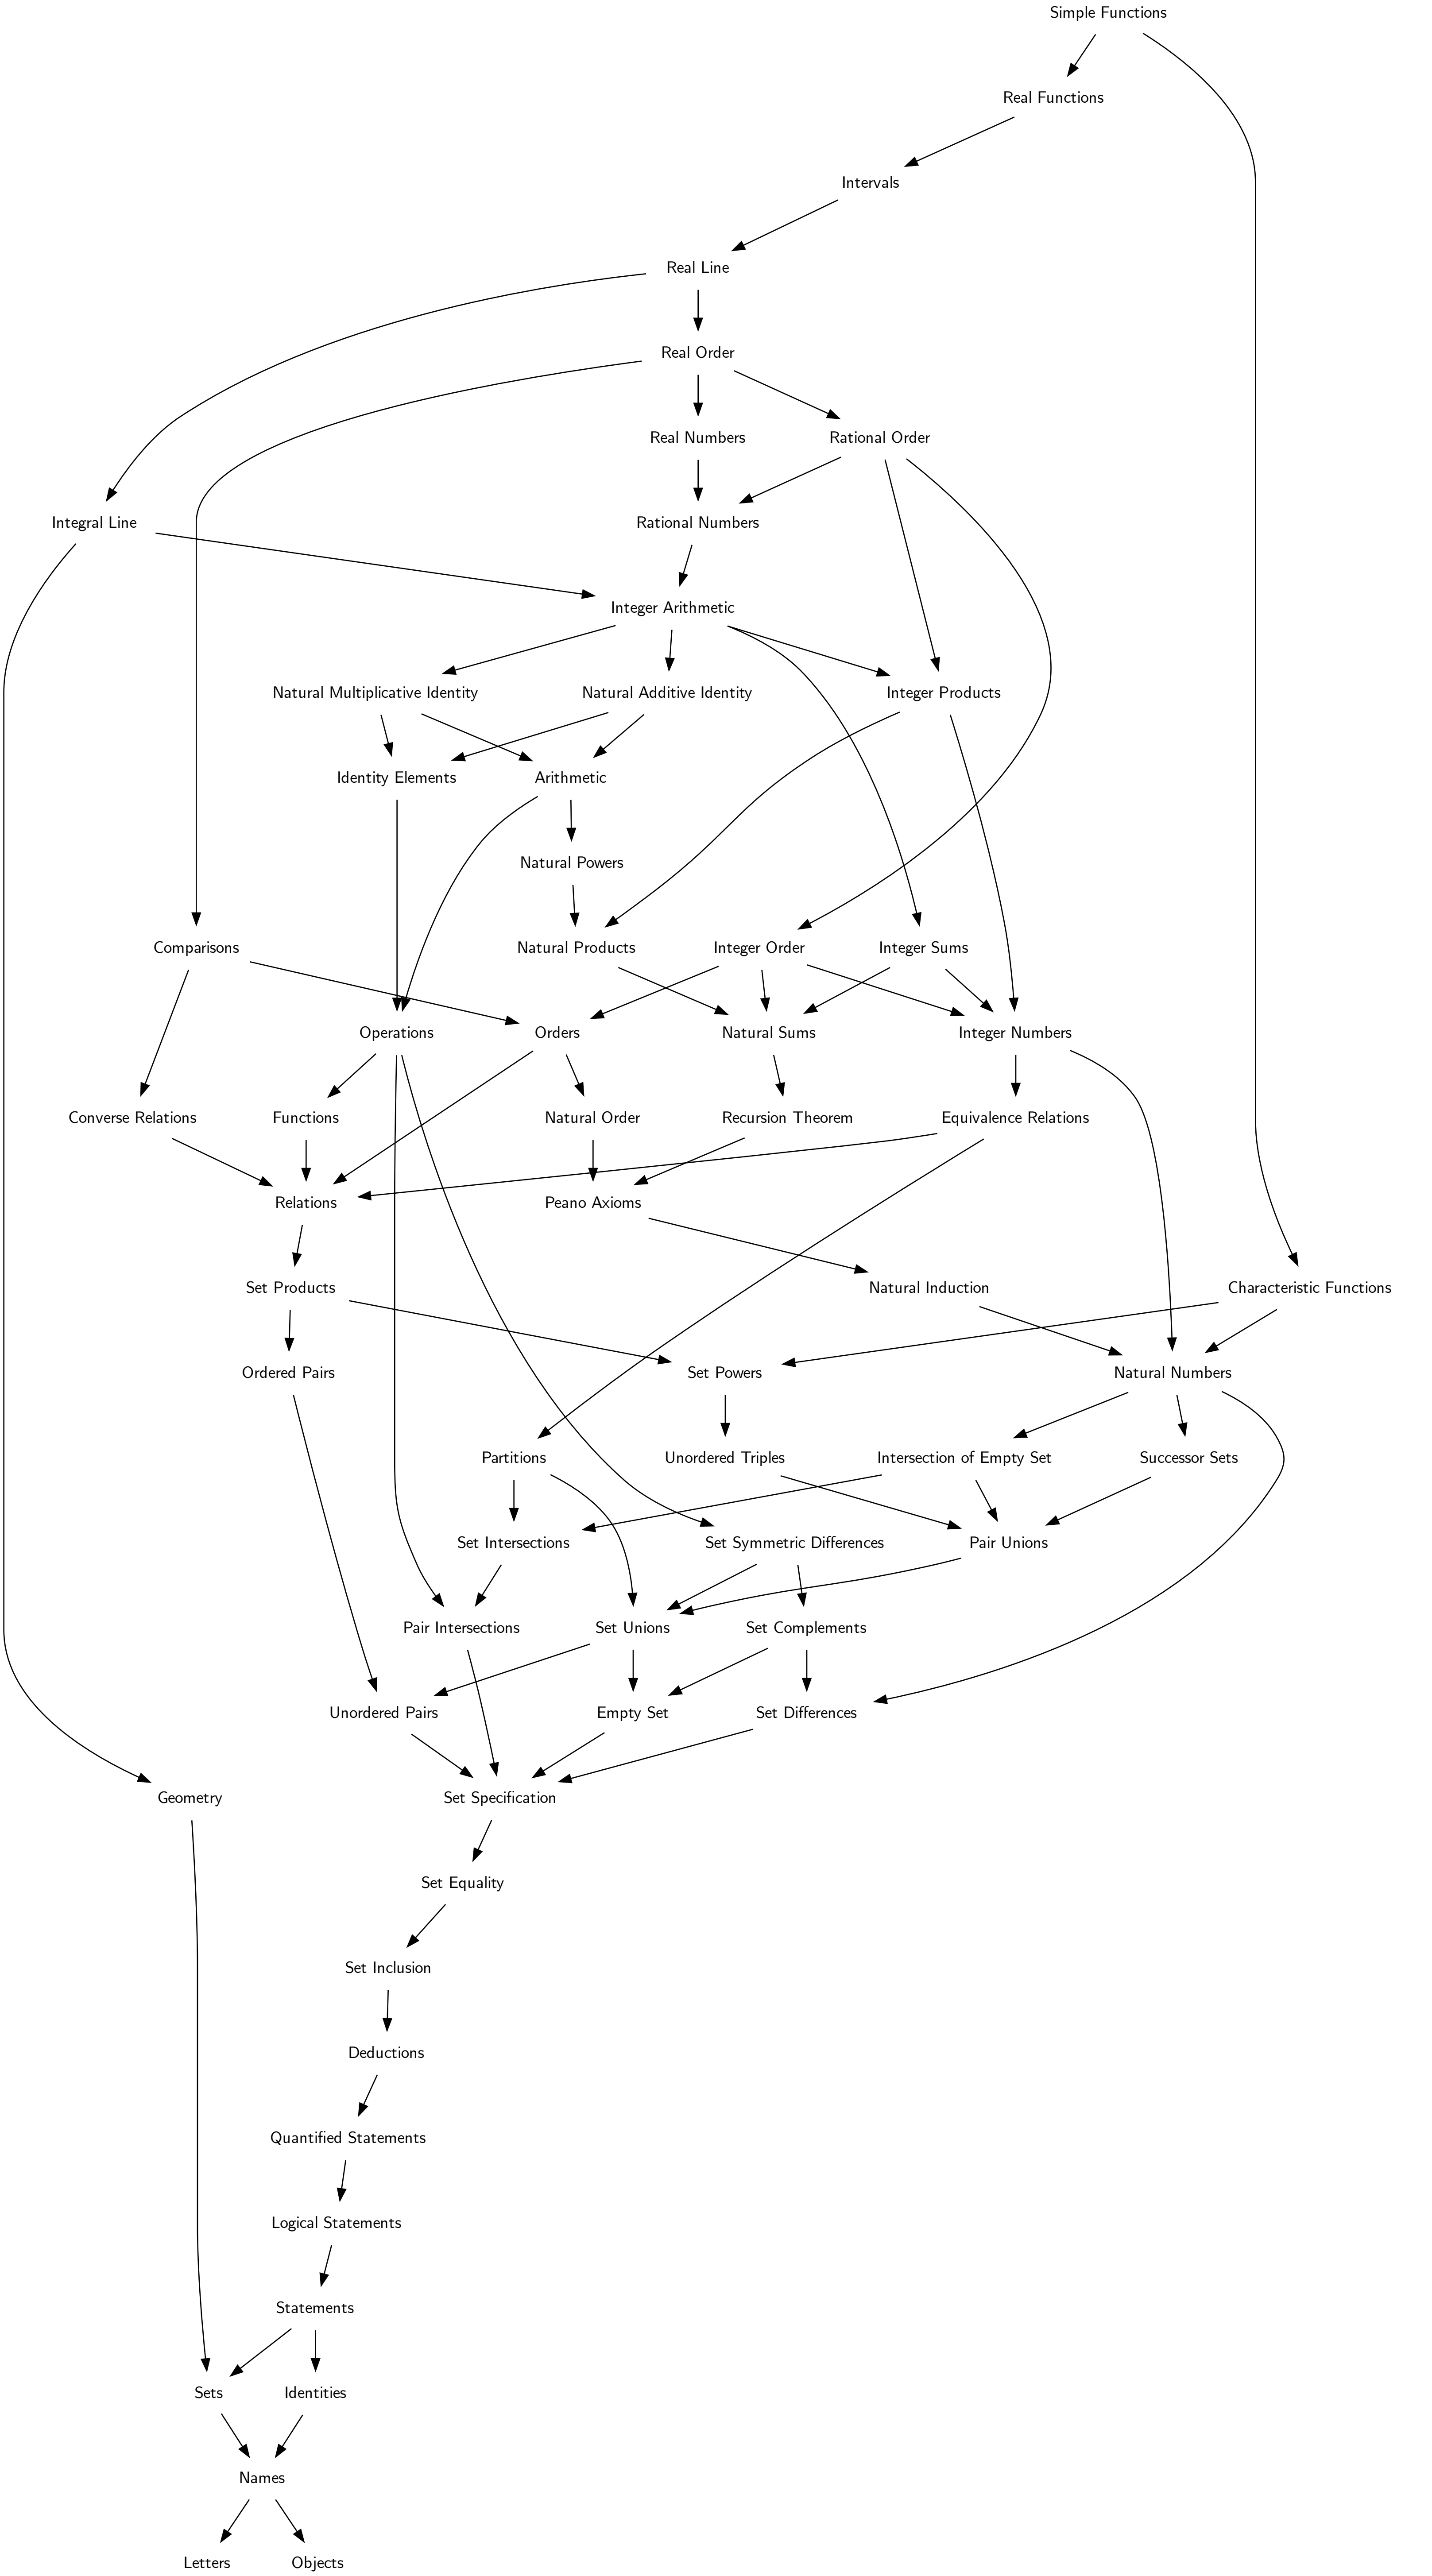 Simple Functions
Real Functions
Intervals
Real Line
Real Order
Real Numbers
Rational Order
Integral Line
Rational Numbers
Integer Arithmetic
Natural Multiplicative Identity
Natural Additive Identity
Integer Products
Identity Elements
Arithmetic
Natural Powers
Comparisons
Natural Products
Integer Order
Integer Sums
Operations
Orders
Natural Sums
Integer Numbers
Converse Relations
Functions
Natural Order
Recursion Theorem
Equivalence Relations
Relations
Peano Axioms
Set Products
Natural Induction
Characteristic Functions
Ordered Pairs
Set Powers
Natural Numbers
Partitions
Unordered Triples
Intersection of Empty Set
Successor Sets
Set Intersections
Set Symmetric Differences
Pair Unions
Pair Intersections
Set Unions
Set Complements
Unordered Pairs
Empty Set
Set Differences
Geometry
Set Specification
Set Equality
Set Inclusion
Deductions
Quantified Statements
Logical Statements
Statements
Sets
Identities
Names
Letters
Objects